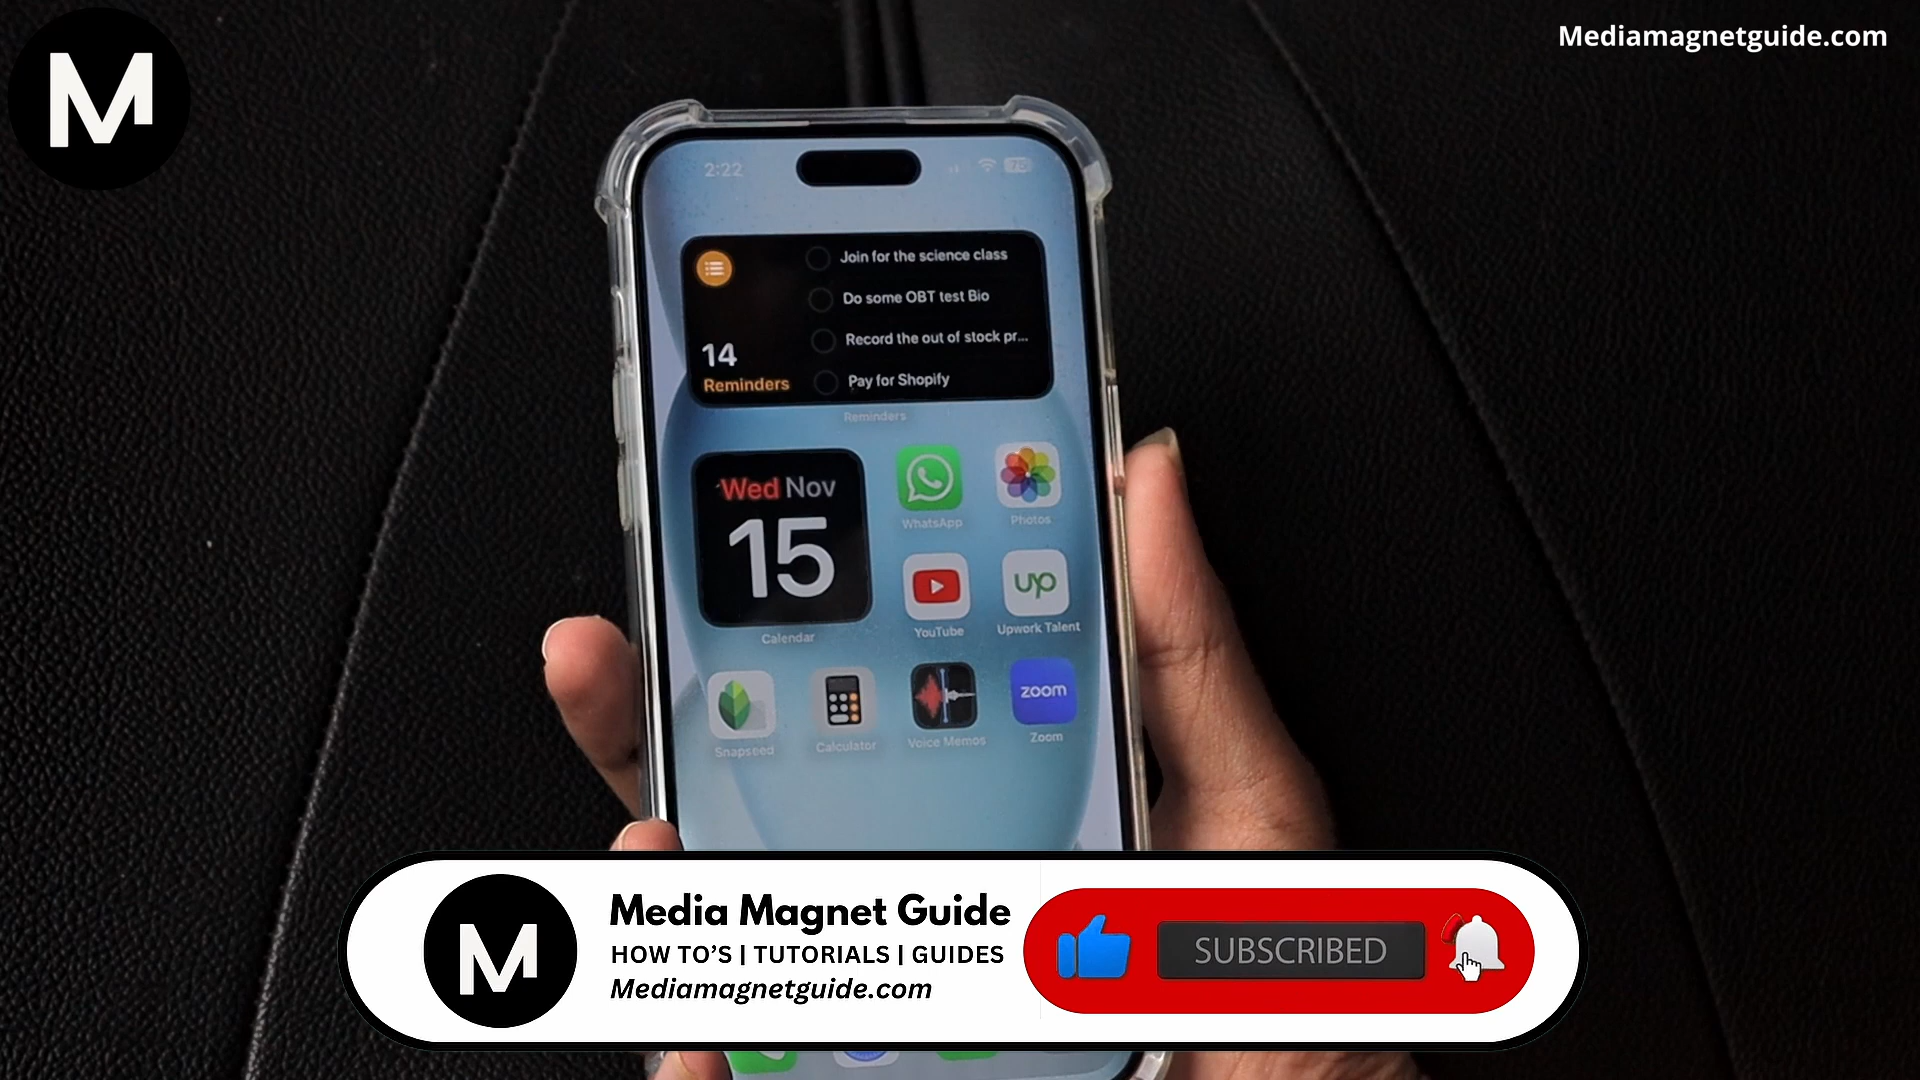 M
Mediamagnetguide.com
2:22
75
Join for the science class
Do some OBT test Bio
Record the out of stock pr...
Pay for Shopify
14
Reminders
Reminders
Wed Nov
15
Calendar
WhatsApp
Photos
YouTube
up
Upwork Talent
zoom
Snapseed
Calculator
Voice Memos
Zoom
M
Media Magnet Guide
HOW TO'S | TUTORIALS | GUIDES
Mediamagnetguide.com
SUBSCRIBED